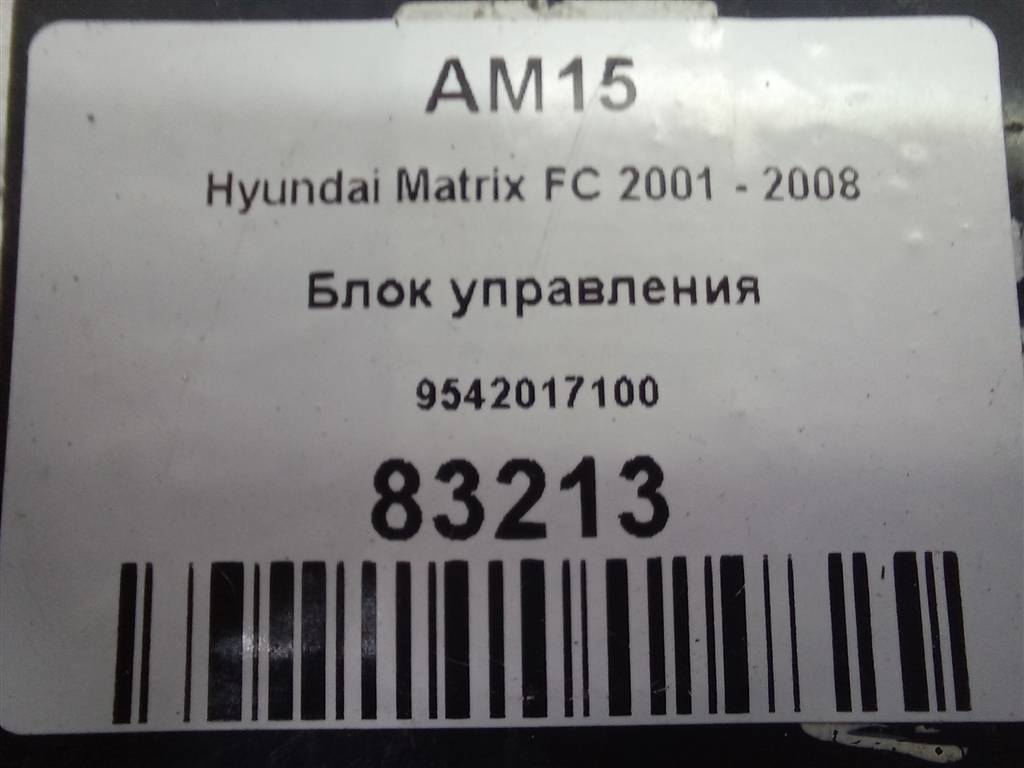 AM15
Hyundai Matrix FC 2001 - 2008
Блок управления
9542017100
83213